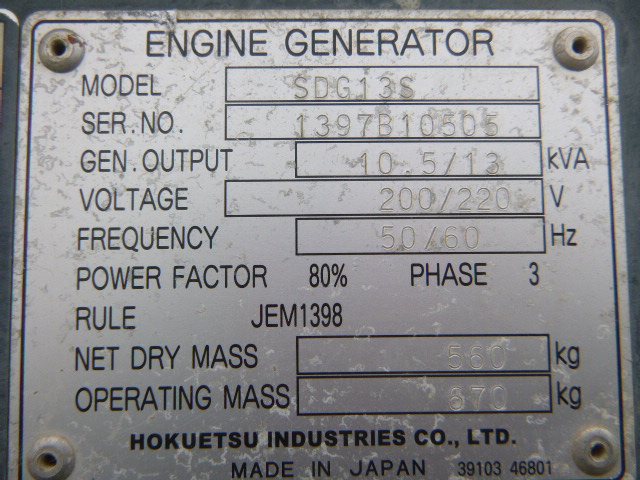 ENGINE GENERATOR
MODEL SDG13S
SER.NO. 1397B10505
GEN.OUTPUT 10.5/13 kVA
VOLTAGE 200/220 V
FREQUENCY 50/60 Hz
POWER FACTOR 80% PHASE 3
RULE JEM1398
NET DRY MASS 560 kg
OPERATING MASS 670 kg
HOKUETSU INDUSTRIES CO., LTD.
MADE IN JAPAN 39103 46801